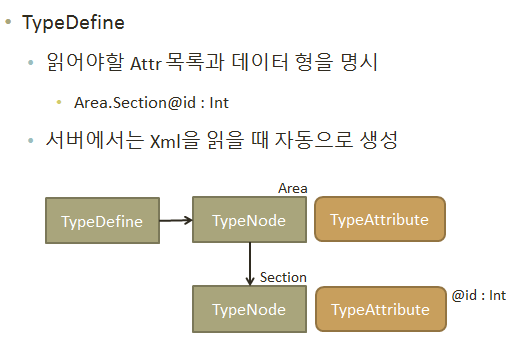 TypeDefine
읽어야할 Attr 목록과 데이터 형을 명시
Area.Section@id : Int
서버에서는 Xml을 읽을 때 자동으로 생성
Area
TypeDefine
TypeNode
TypeAttribute
Section
TypeNode
TypeAttribute
@id : Int